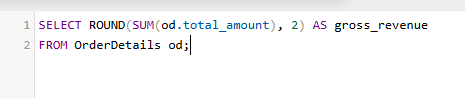 1 SELECT ROUND(SUM(od.total_amount), 2) AS gross_revenue
2 FROM OrderDetails od;